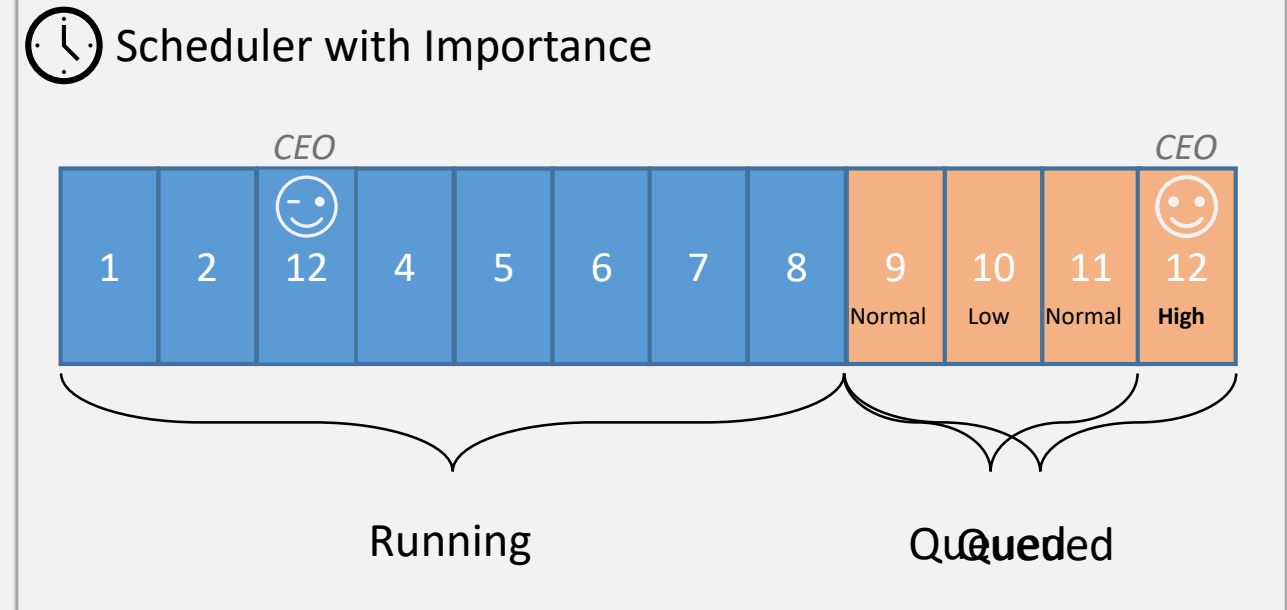 Scheduler with Importance
CEO CEO
1 2 12 4 5 6 7 8 9 10 11 12
Normal Low Normal High
Running Queued Queued